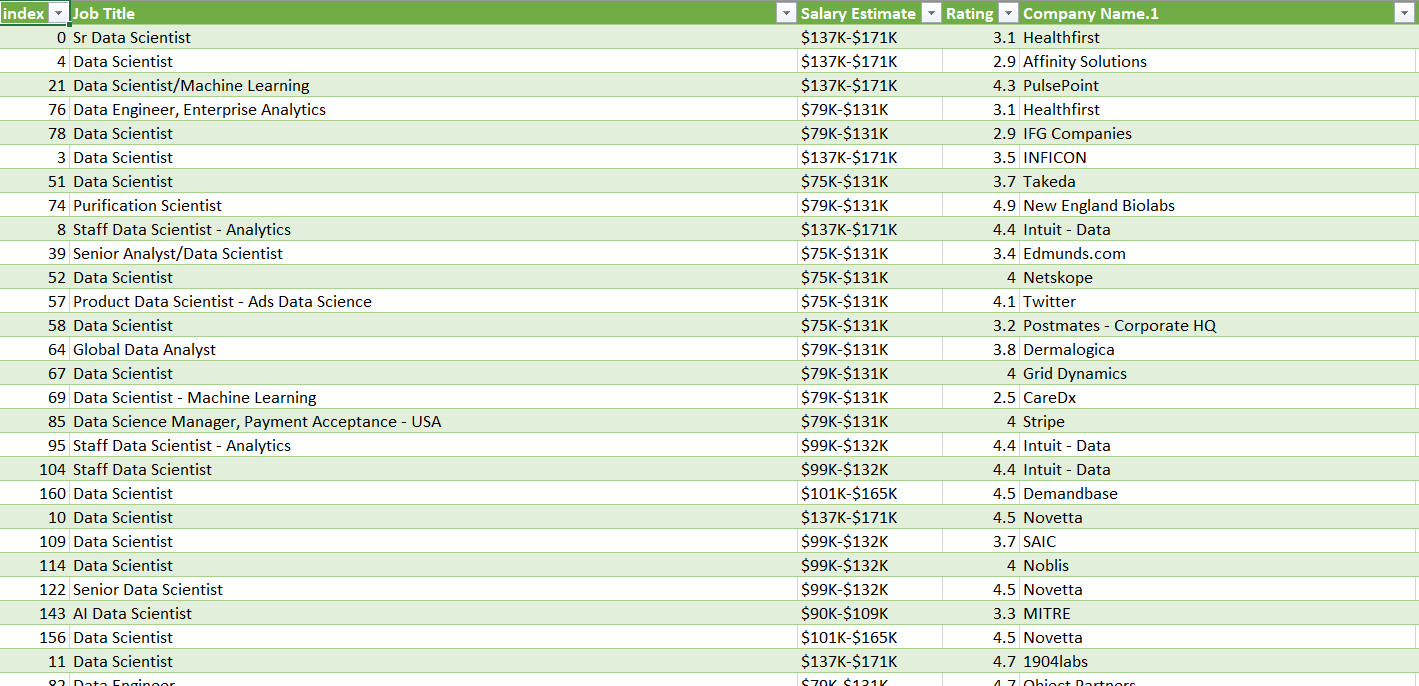 index Job Title Salary Estimate Rating Company Name.1
0 Sr Data Scientist $137K-$171K 3.1 Healthfirst
4 Data Scientist $137K-$171K 2.9 Affinity Solutions
21 Data Scientist/Machine Learning $137K-$171K 4.3 PulsePoint
76 Data Engineer, Enterprise Analytics $79K-$131K 3.1 Healthfirst
78 Data Scientist $79K-$131K 2.9 IFG Companies
3 Data Scientist $137K-$171K 3.5 INFICON
51 Data Scientist $75K-$131K 3.7 Takeda
74 Purification Scientist $79K-$131K 4.9 New England Biolabs
8 Staff Data Scientist - Analytics $137K-$171K 4.4 Intuit - Data
39 Senior Analyst/Data Scientist $75K-$131K 3.4 Edmunds.com
52 Data Scientist $75K-$131K 4 Netskope
57 Product Data Scientist - Ads Data Science $75K-$131K 4.1 Twitter
58 Data Scientist $75K-$131K 3.2 Postmates - Corporate HQ
64 Global Data Analyst $79K-$131K 3.8 Dermalogica
67 Data Scientist $79K-$131K 4 Grid Dynamics
69 Data Scientist - Machine Learning $79K-$131K 2.5 CareDx
85 Data Science Manager, Payment Acceptance - USA $79K-$131K 4 Stripe
95 Staff Data Scientist - Analytics $99K-$132K 4.4 Intuit - Data
104 Staff Data Scientist $99K-$132K 4.4 Intuit - Data
160 Data Scientist $101K-$165K 4.5 Demandbase
10 Data Scientist $137K-$171K 4.5 Novetta
109 Data Scientist $99K-$132K 3.7 SAIC
114 Data Scientist $99K-$132K 4 Noblis
122 Senior Data Scientist $99K-$132K 4.5 Novetta
143 AI Data Scientist $90K-$109K 3.3 MITRE
156 Data Scientist $101K-$165K 4.5 Novetta
11 Data Scientist $137K-$171K 4.7 1904labs
82 Data Engineer $79K-$131K 4.7 Object Partners